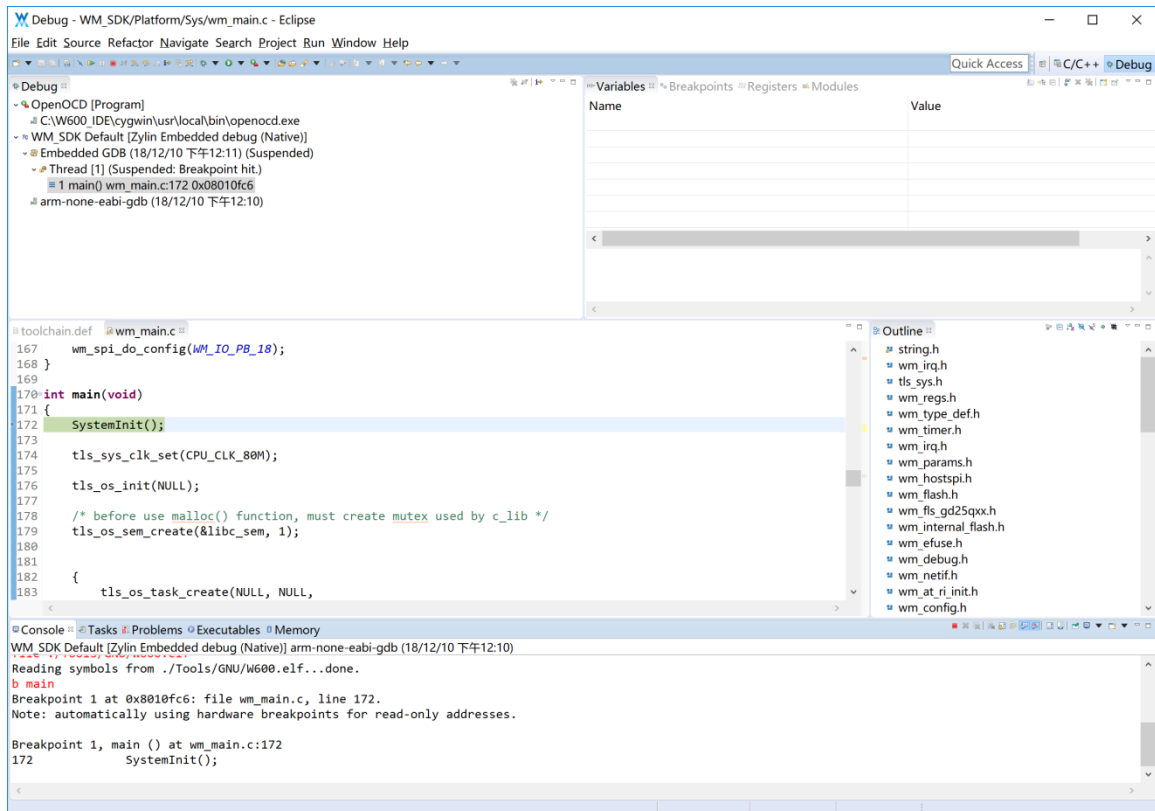 Debug - WM_SDK/Platform/Sys/wm_main.c - Eclipse
File Edit Source Refactor Navigate Search Project Run Window Help
Quick Access C/C++ Debug
Debug
OpenOCD [Program]
C:\W600_IDE\cygwin\usr\local\bin\openocd.exe
WM_SDK Default [Zylin Embedded debug (Native)]
Embedded GDB (18/12/10 下午12:11) (Suspended)
Thread [1] (Suspended: Breakpoint hit.)
1 main() wm_main.c:172 0x08010fc6
arm-none-eabi-gdb (18/12/10 下午12:10)
Variables Breakpoints Registers Modules
Name Value
toolchain.def wm_main.c
167 wm_spi_do_config(WM_IO_PB_18);
168 }
169
170 int main(void)
171 {
172 SystemInit();
173
174 tls_sys_clk_set(CPU_CLK_80M);
175
176 tls_os_init(NULL);
177
178 /* before use malloc() function, must create mutex used by c_lib */
179 tls_os_sem_create(&libc_sem, 1);
180
181
182 {
183 tls_os_task_create(NULL, NULL,
Outline
string.h
wm_irq.h
tls_sys.h
wm_regs.h
wm_type_def.h
wm_timer.h
wm_irq.h
wm_params.h
wm_hostspi.h
wm_flash.h
wm_fls_gd25qxx.h
wm_internal_flash.h
wm_efuse.h
wm_debug.h
wm_netif.h
wm_at_ri_init.h
wm_config.h
Console Tasks Problems Executables Memory
WM_SDK Default [Zylin Embedded debug (Native)] arm-none-eabi-gdb (18/12/10 下午12:10)
Reading symbols from ./Tools/GNU/W600.elf...done.
b main
Breakpoint 1 at 0x8010fc6: file wm_main.c, line 172.
Note: automatically using hardware breakpoints for read-only addresses.
Breakpoint 1, main () at wm_main.c:172
172 SystemInit();